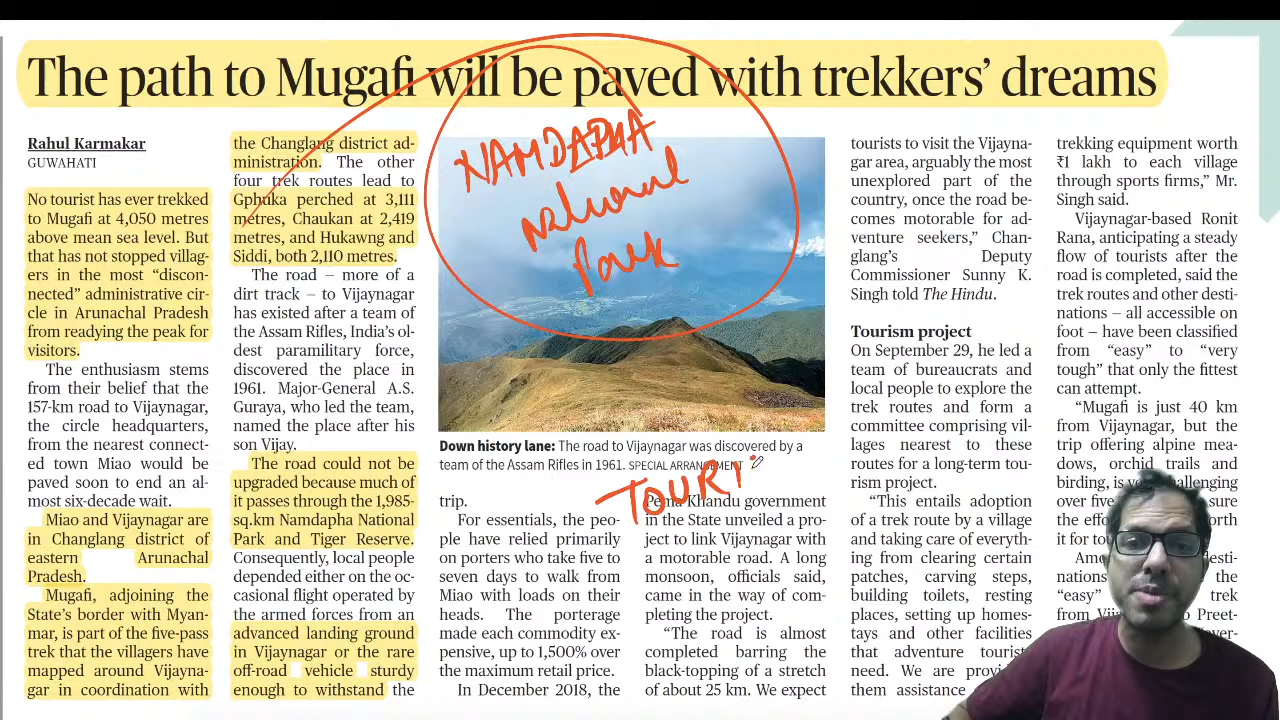 The path to Mugafi will be paved with trekkers’ dreams
Rahul Karmakar
GUWAHATI
No tourist has ever trekked
to Mugafi at 4,050 metres
above mean sea level. But
that has not stopped villag-
ers in the most “discon-
nected” administrative cir-
cle in Arunachal Pradesh
from readying the peak for
visitors.
The enthusiasm stems
from their belief that the
157-km road to Vijaynagar,
the circle headquarters,
from the nearest connect-
ed town Miao would be
paved soon to end an al-
most six-decade wait.
Miao and Vijaynagar are
in Changlang district of
eastern Arunachal
Pradesh.
Mugafi, adjoining the
State’s border with Myan-
mar, is part of the five-pass
trek that the villagers have
mapped around Vijayna-
gar in coordination with
the Changlang district ad-
ministration. The other
four trek routes lead to
Gphuka perched at 3,111
metres, Chaukan at 2,419
metres, and Hukawng and
Siddi, both 2,110 metres.
The road – more of a
dirt track – to Vijaynagar
has existed after a team of
the Assam Rifles, India’s ol-
dest paramilitary force,
discovered the place in
1961. Major-General A.S.
Guraya, who led the team,
named the place after his
son Vijay.
The road could not be
upgraded because much of
it passes through the 1,985-
sq.km Namdapha National
Park and Tiger Reserve.
Consequently, local people
depended either on the oc-
casional flight operated by
the armed forces from an
advanced landing ground
in Vijaynagar or the rare
off-road vehicle sturdy
enough to withstand the
NAMDAPHA
National
Park
Down history lane: The road to Vijaynagar was discovered by a
team of the Assam Rifles in 1961. SPECIAL ARRANGEMENT
TOURI
trip.
For essentials, the peo-
ple have relied primarily
on porters who take five to
seven days to walk from
Miao with loads on their
heads. The porterage
made each commodity ex-
pensive, up to 1,500% over
the maximum retail price.
In December 2018, the
Pema Khandu government
in the State unveiled a pro-
ject to link Vijaynagar with
a motorable road. A long
monsoon, officials said,
came in the way of com-
pleting the project.
“The road is almost
completed barring the
black-topping of a stretch
of about 25 km. We expect
tourists to visit the Vijayna-
gar area, arguably the most
unexplored part of the
country, once the road be-
comes motorable for ad-
venture seekers,” Chan-
glang’s Deputy
Commissioner Sunny K.
Singh told The Hindu.
Tourism project
On September 29, he led a
team of bureaucrats and
local people to explore the
trek routes and form a
committee comprising vil-
lages nearest to these
routes for a long-term tou-
rism project.
“This entails adoption
of a trek route by a village
and taking care of everyth-
ing from clearing certain
patches, carving steps,
building toilets, resting
places, setting up homes-
tays and other facilities
that adventure tourists
need. We are
them assistance
trekking equipment worth
₹1 lakh to each village
through sports firms,” Mr.
Singh said.
Vijaynagar-based Ronit
Rana, anticipating a steady
flow of tourists after the
road is completed, said the
trek routes and other desti-
nations – all accessible on
foot – have been classified
from “easy” to “very
tough” that only the fittest
can attempt.
“Mugafi is just 40 km
from Vijaynagar, but the
trip offering alpine mea-
dows, orchid trails and
birding, is
over five sure
the
it for
nations the
“easy” trek
from